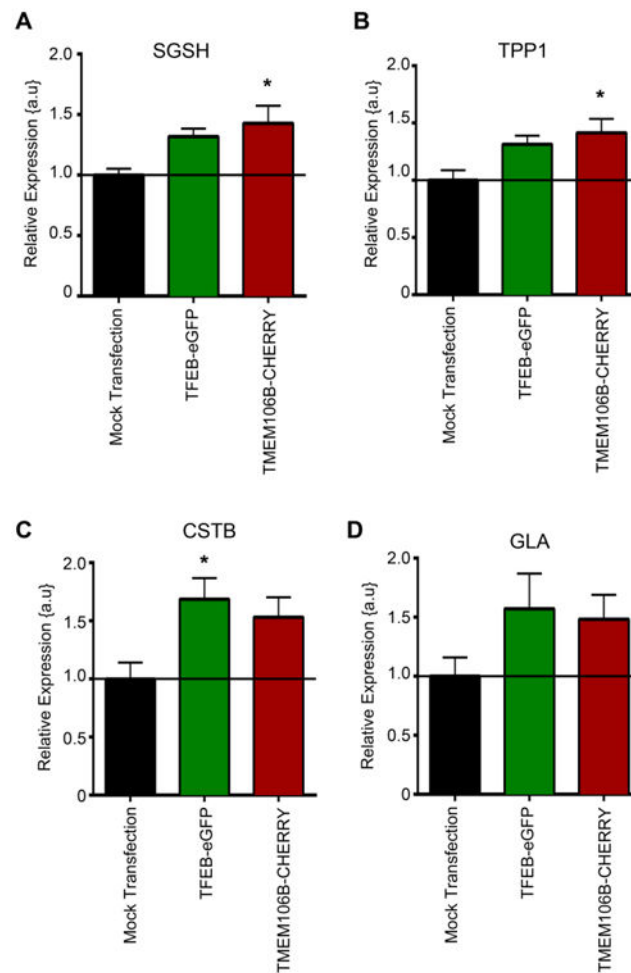 A
SGSH
Relative Expression {a.u}
2.0
1.5
1.0
0.5
0
*
Mock Transfection
TFEB-eGFP
TMEM106B-CHERRY
B
TPP1
Relative Expression {a.u}
2.0
1.5
1.0
0.5
0
*
Mock Transfection
TFEB-eGFP
TMEM106B-CHERRY
C
CSTB
Relative Expression {a.u}
2.0
1.5
1.0
0.5
0
*
Mock Transfection
TFEB-eGFP
TMEM106B-CHERRY
D
GLA
Relative Expression {a.u}
2.0
1.5
1.0
0.5
0
Mock Transfection
TFEB-eGFP
TMEM106B-CHERRY